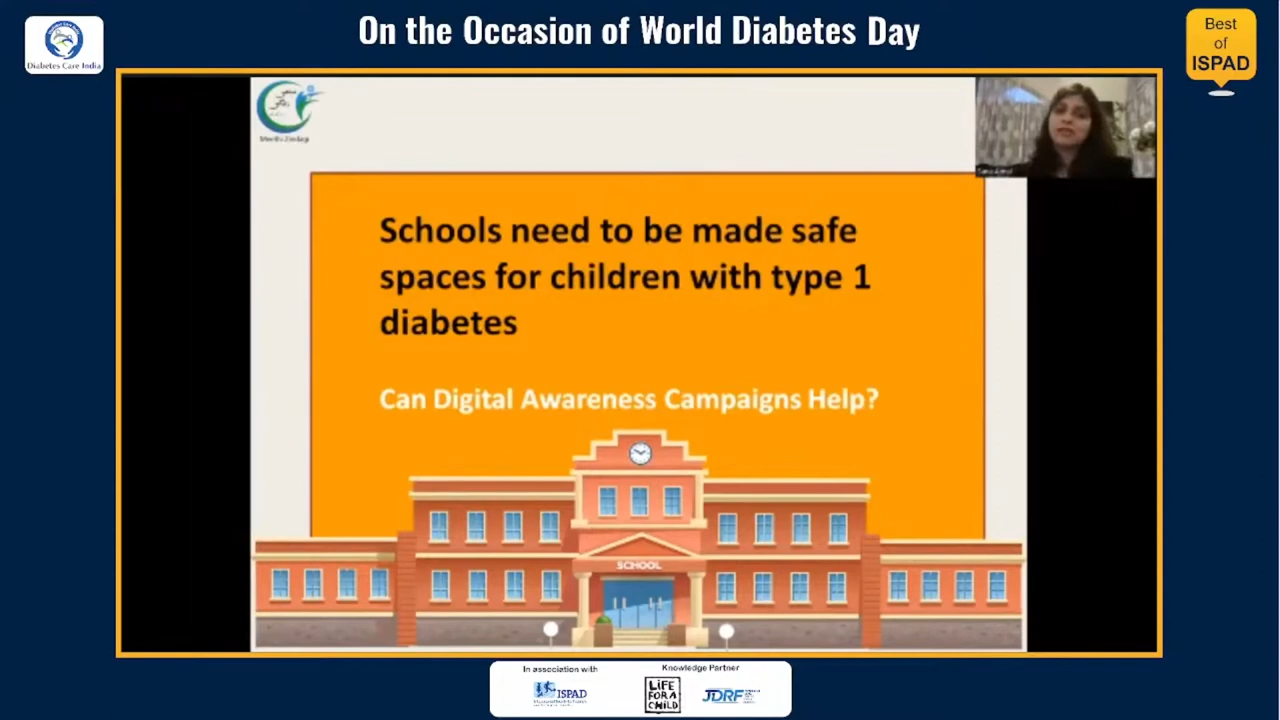 On the Occasion of World Diabetes Day
Diabetes Care India
Best
of
ISPAD
Meethi Zindagi
Schools need to be made safe
spaces for children with type 1
diabetes
Can Digital Awareness Campaigns Help?
SCHOOL
In association with
Knowledge Partner
ISPAD
LIFE
FOR A
CHILD
JDRF